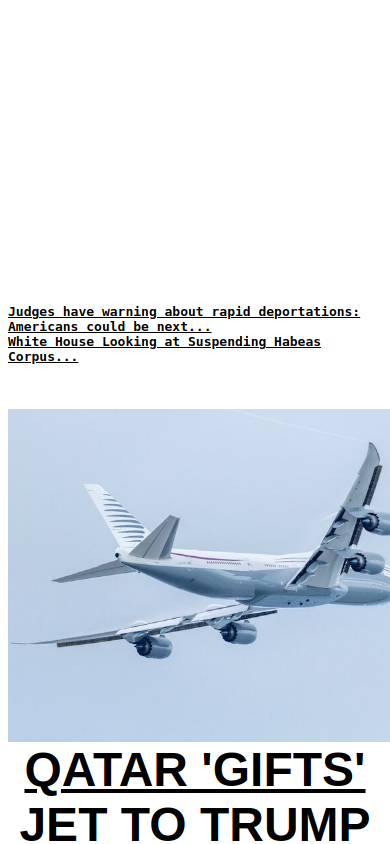 Judges have warning about rapid deportations:
Americans could be next...
White House Looking at Suspending Habeas
Corpus...
QATAR 'GIFTS'
JET TO TRUMP